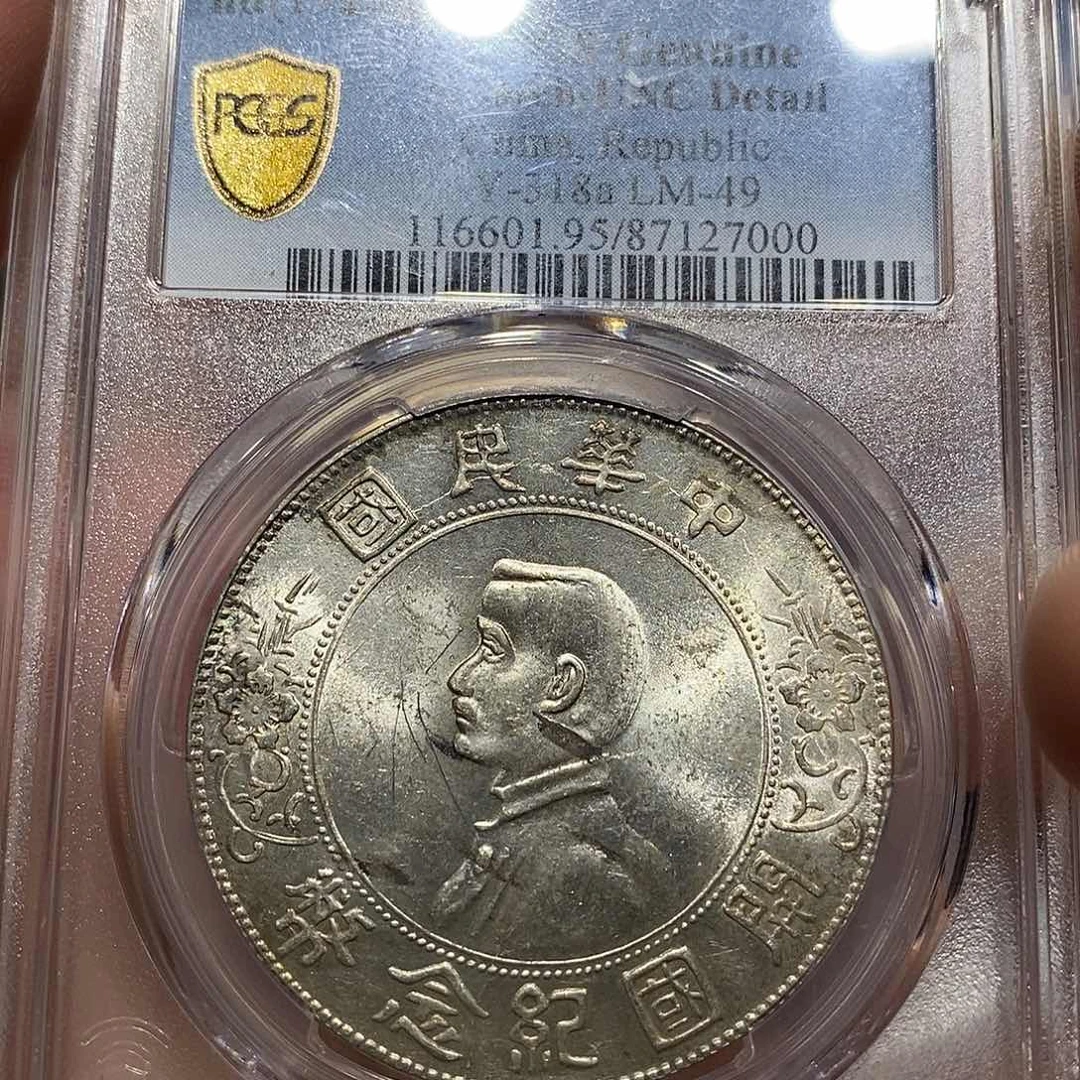 PCGS
Genuine
UNC Detail
China, Republic
Y-318a LM-49
116601.95/87127000
中華民國
開國紀念幣